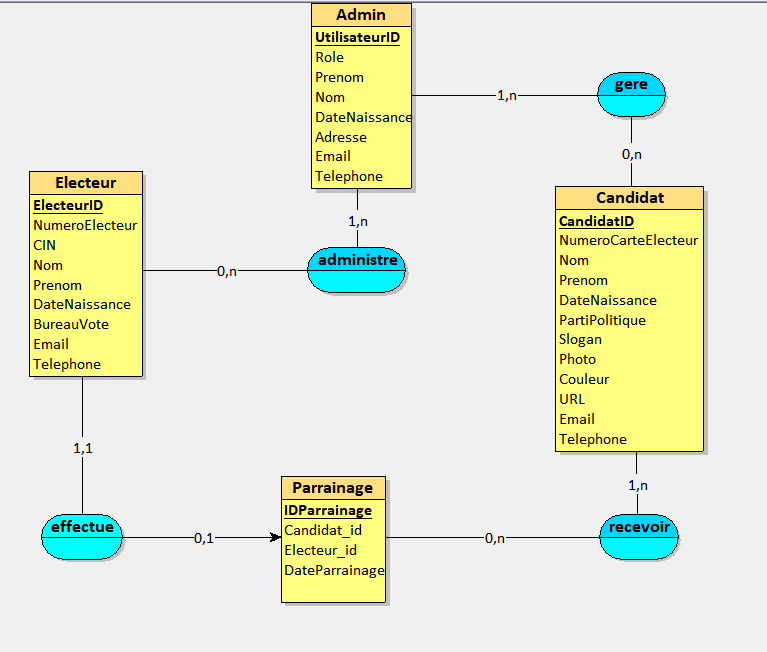 Admin
UtilisateurID
Role
Prenom
Nom
DateNaissance
Adresse
Email
Telephone
1,n
gere
0,n
1,n
administre
0,n
Electeur
ElecteurID
NumeroElecteur
CIN
Nom
Prenom
DateNaissance
BureauVote
Email
Telephone
Candidat
CandidatID
NumeroCarteElecteur
Nom
Prenom
DateNaissance
PartiPolitique
Slogan
Photo
Couleur
URL
Email
Telephone
1,1
1,n
effectue
0,1
Parrainage
IDParrainage
Candidat_id
Electeur_id
DateParrainage
0,n
recevoir